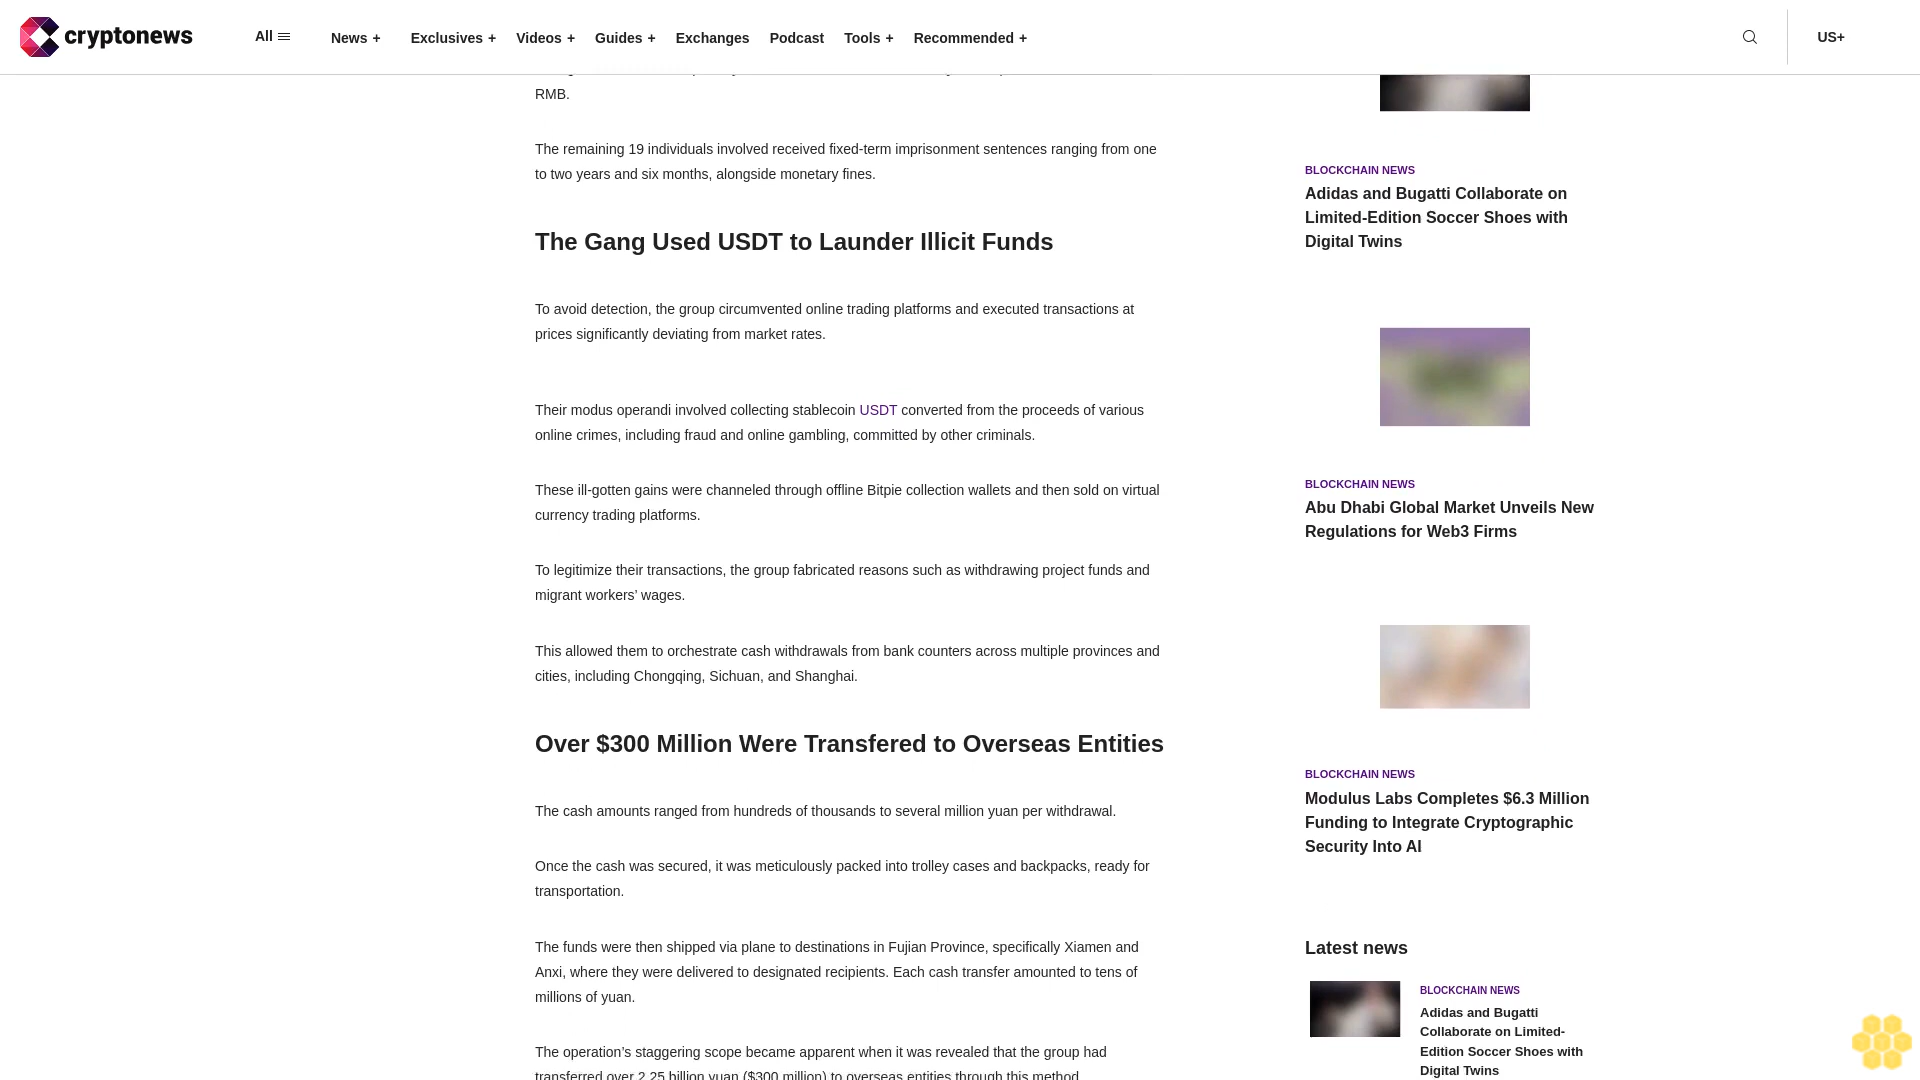 cryptonews
All
News +
Exclusives +
Videos +
Guides +
Exchanges
Podcast
Tools +
Recommended +
US+
RMB.
The remaining 19 individuals involved received fixed-term imprisonment sentences ranging from one
to two years and six months, alongside monetary fines.
The Gang Used USDT to Launder Illicit Funds
To avoid detection, the group circumvented online trading platforms and executed transactions at
prices significantly deviating from market rates.
Their modus operandi involved collecting stablecoin USDT converted from the proceeds of various
online crimes, including fraud and online gambling, committed by other criminals.
These ill-gotten gains were channeled through offline Bitpie collection wallets and then sold on virtual
currency trading platforms.
To legitimize their transactions, the group fabricated reasons such as withdrawing project funds and
migrant workers’ wages.
This allowed them to orchestrate cash withdrawals from bank counters across multiple provinces and
cities, including Chongqing, Sichuan, and Shanghai.
Over $300 Million Were Transfered to Overseas Entities
The cash amounts ranged from hundreds of thousands to several million yuan per withdrawal.
Once the cash was secured, it was meticulously packed into trolley cases and backpacks, ready for
transportation.
The funds were then shipped via plane to destinations in Fujian Province, specifically Xiamen and
Anxi, where they were delivered to designated recipients. Each cash transfer amounted to tens of
millions of yuan.
The operation’s staggering scope became apparent when it was revealed that the group had
transferred over 2.25 billion yuan ($300 million) to overseas entities through this method.
BLOCKCHAIN NEWS
Adidas and Bugatti Collaborate on
Limited-Edition Soccer Shoes with
Digital Twins
BLOCKCHAIN NEWS
Abu Dhabi Global Market Unveils New
Regulations for Web3 Firms
BLOCKCHAIN NEWS
Modulus Labs Completes $6.3 Million
Funding to Integrate Cryptographic
Security Into AI
Latest news
BLOCKCHAIN NEWS
Adidas and Bugatti
Collaborate on Limited-
Edition Soccer Shoes with
Digital Twins